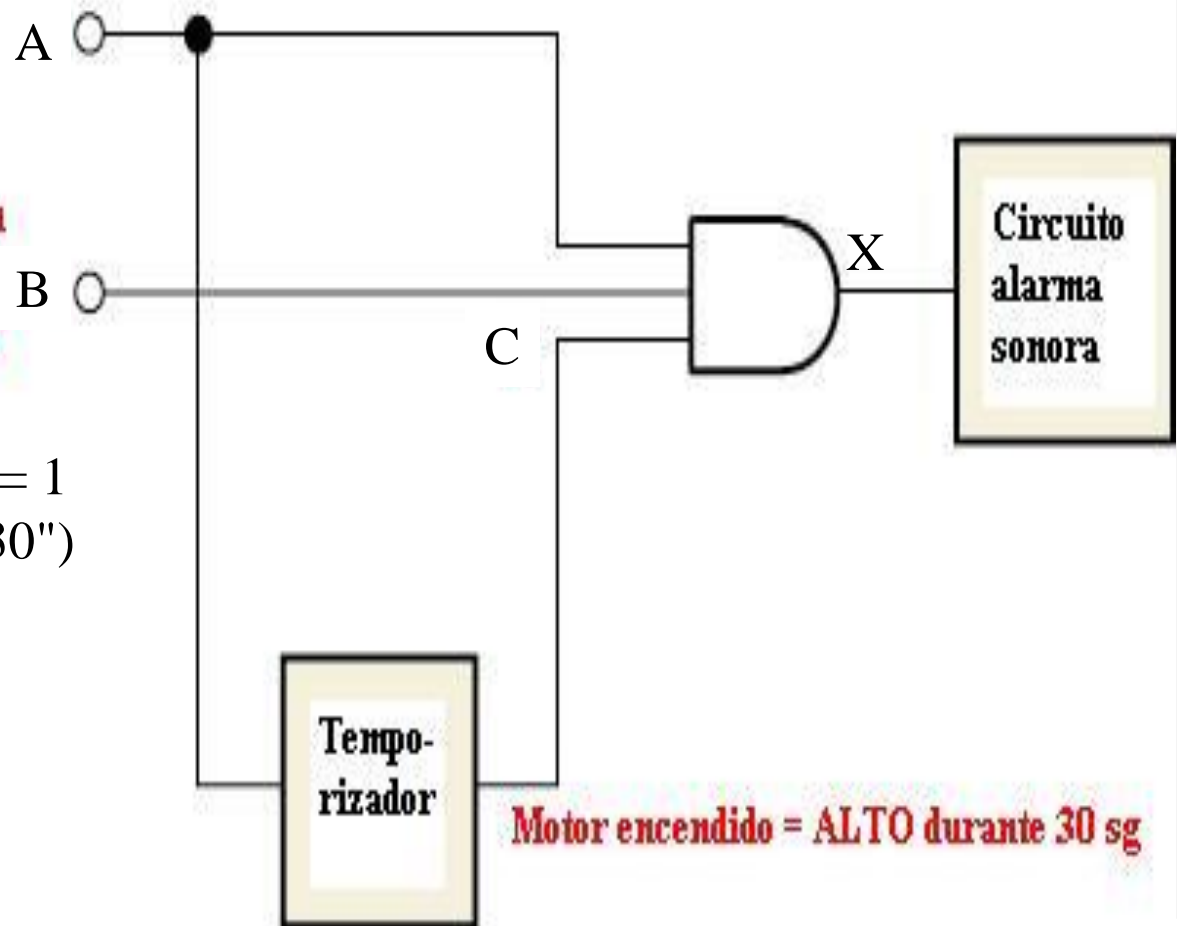 A
B
= 1
30")
C
X
Circuito
alarma
sonora
Tempo-
rizador
Motor encendido = ALTO durante 30 sg